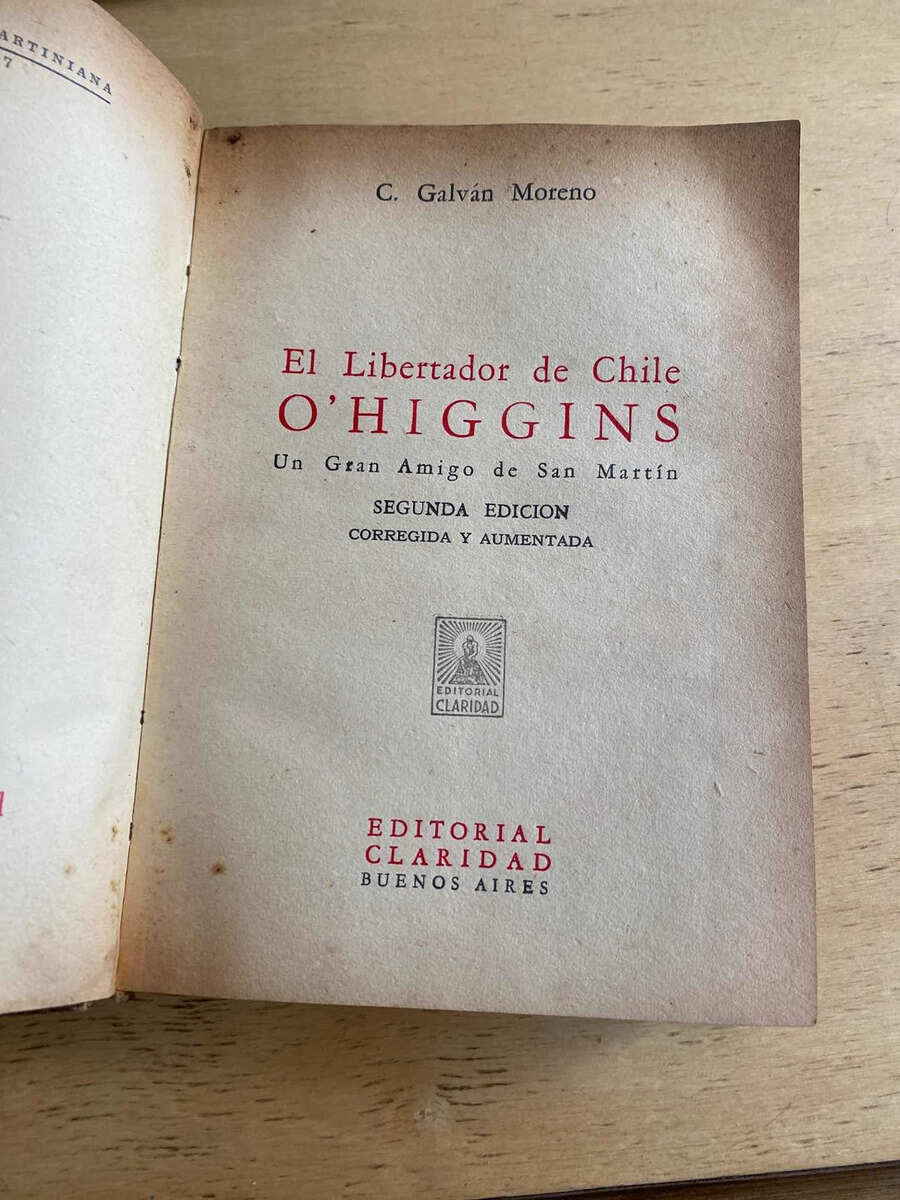 ARTINIANA
7
C. Galván Moreno
El Libertador de Chile
O'HIGGINS
Un Gran Amigo de San Martín
SEGUNDA EDICION
CORREGIDA Y AUMENTADA
EDITORIAL
CLARIDAD
EDITORIAL
CLARIDAD
BUENOS AIRES